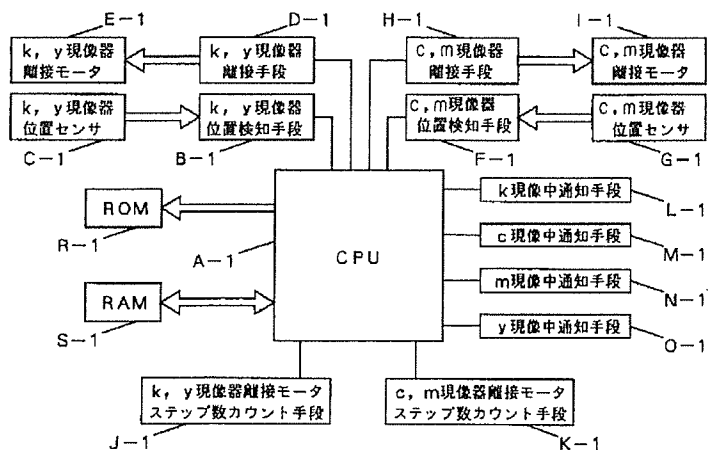 E-1
D-1
H-1
I-1
k, y現像器
離接モータ
k, y現像器
離接手段
C, m現像器
離接手段
C, m現像器
離接モータ
k, y現像器
位置センサ
k, y現像器
位置検知手段
C, m現像器
位置検知手段
C, m現像器
位置センサ
C-1
B-1
F-1
G-1
ROM
R-1
A-1
CPU
RAM
S-1
k現像中通知手段
L-1
c現像中通知手段
M-1
m現像中通知手段
N-1
y現像中通知手段
O-1
k, y現像器離接モータ
ステップ数カウント手段
c, m現像器離接モータ
ステップ数カウント手段
J-1
K-1